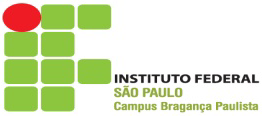 INSTITUTO FEDERAL
SÃO PAULO
Campus Bragança Paulista